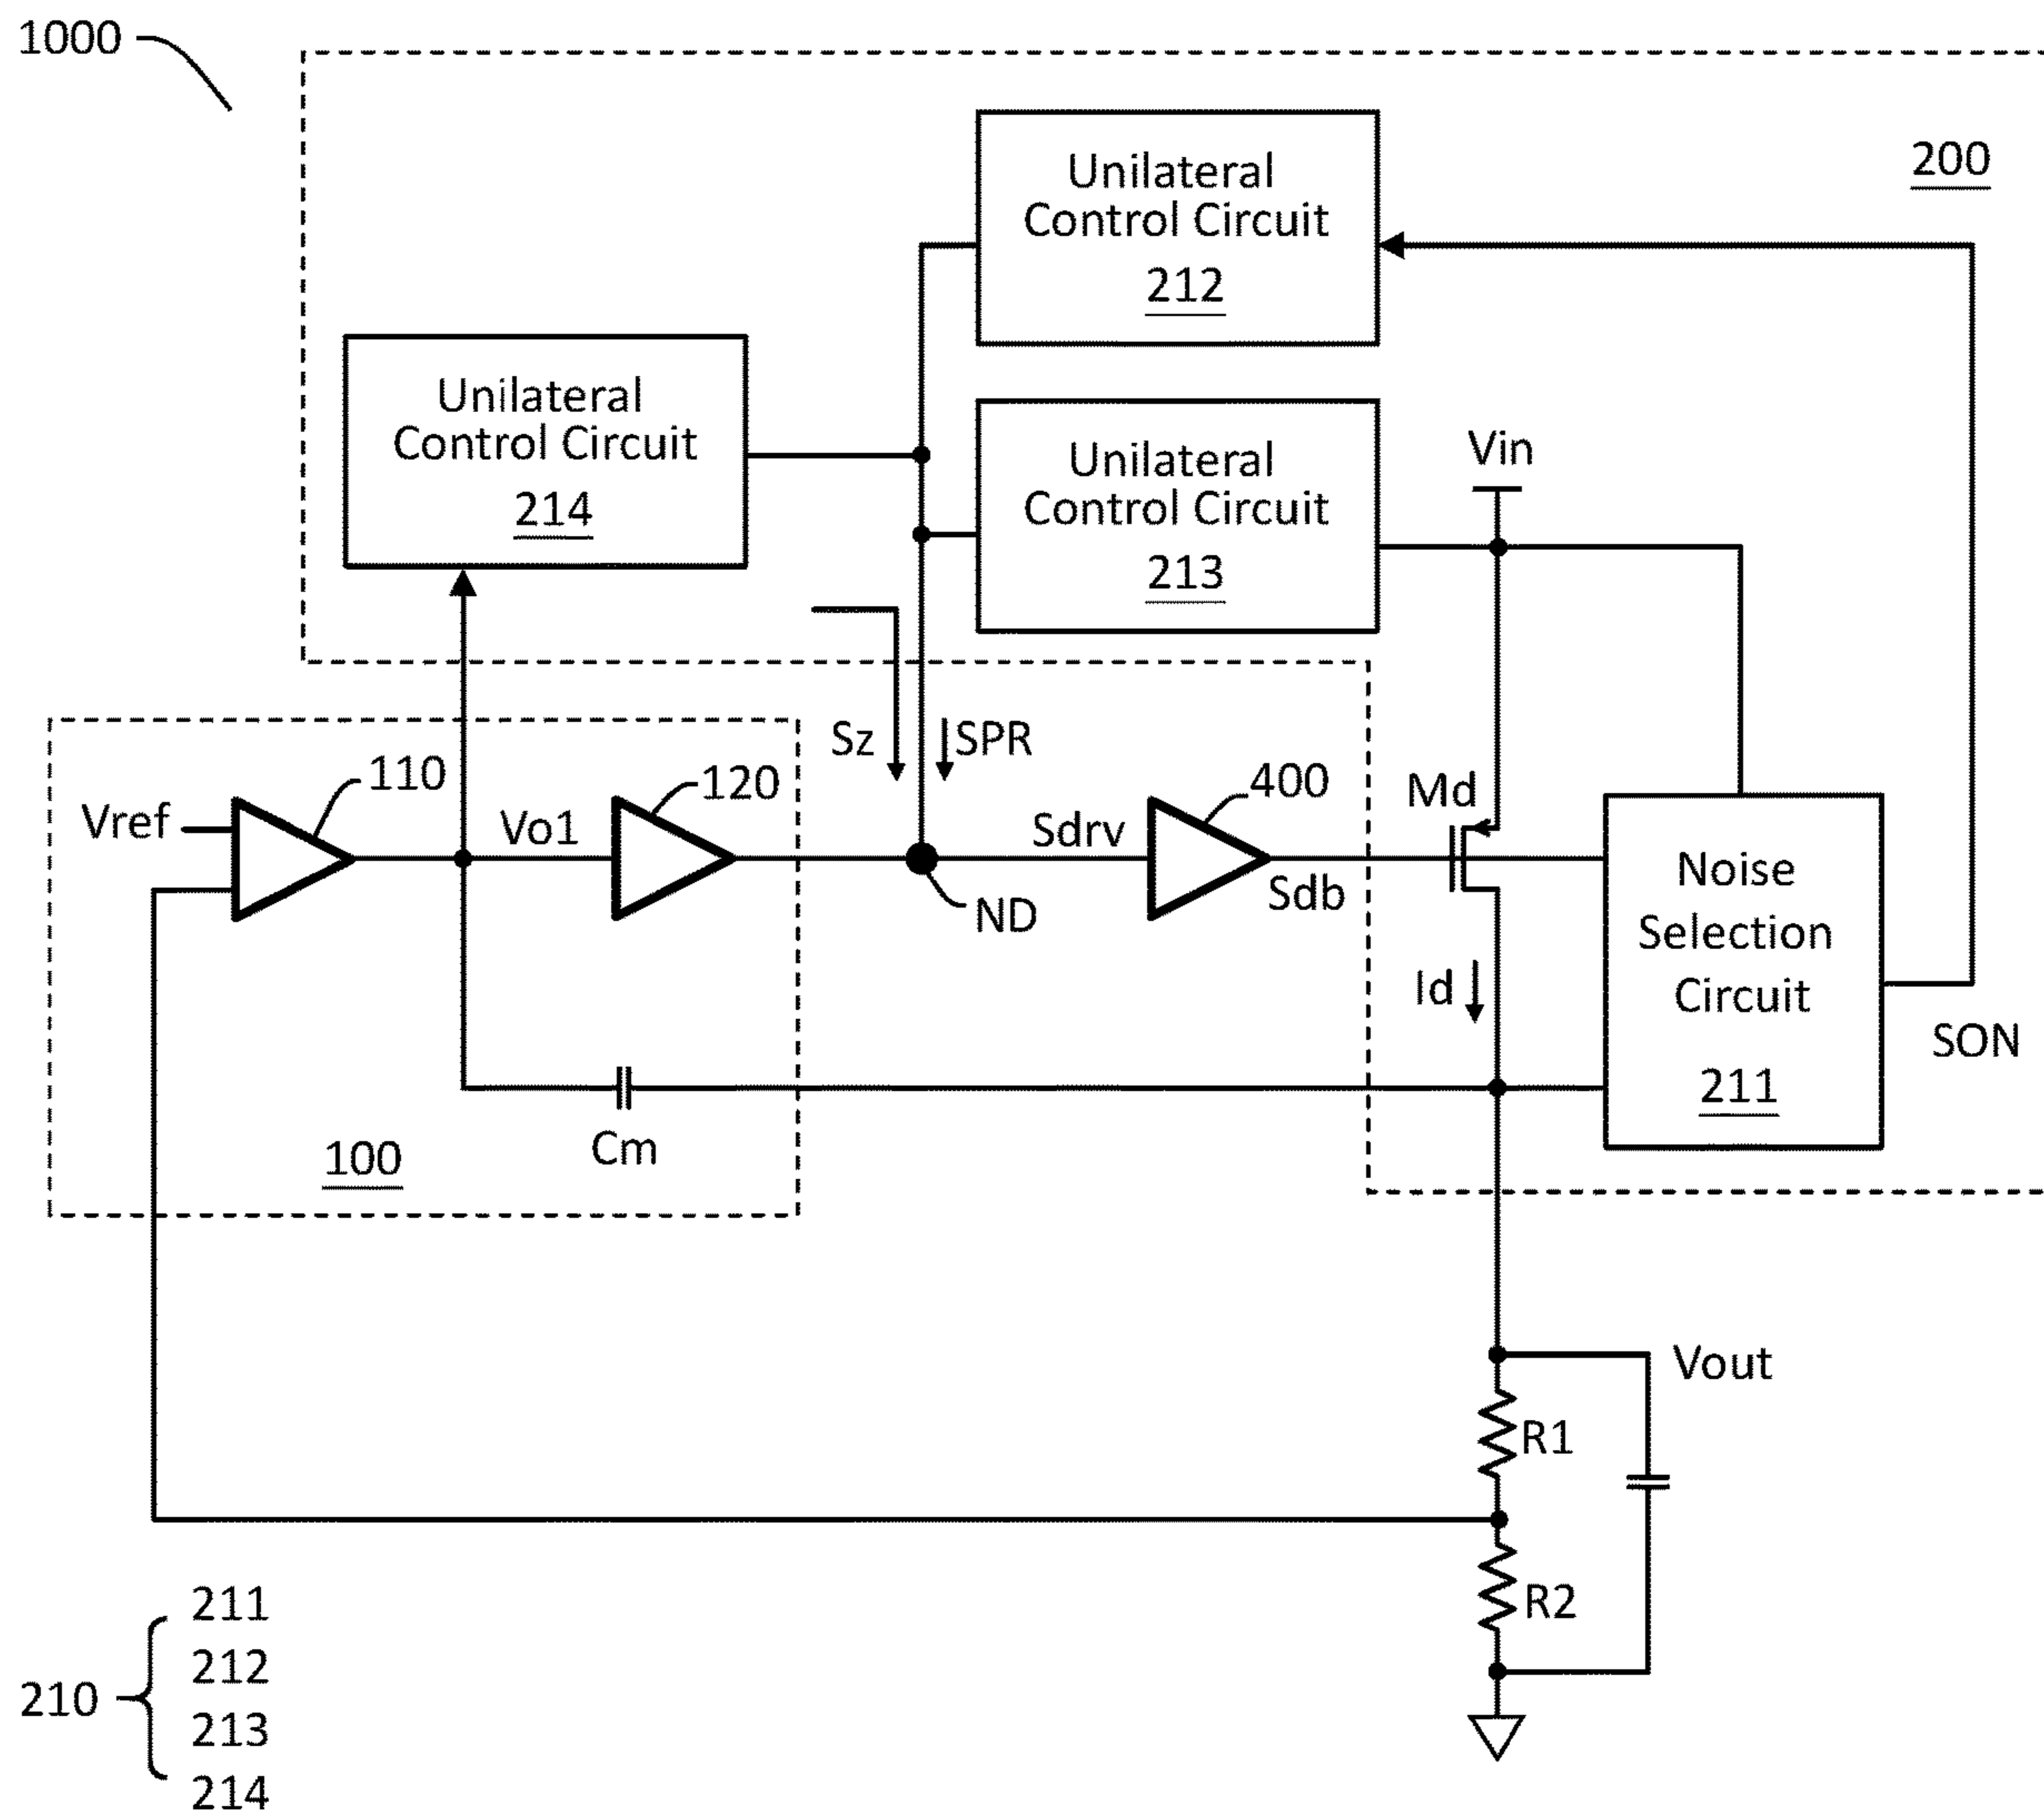 1000
200
Unilateral
Control Circuit
212
Unilateral
Control Circuit
214
Unilateral
Control Circuit
213
Vin
Sz
SPR
110
120
400
Md
Vref
Vo1
Sdrv
Sdb
ND
Noise
Selection
Circuit
211
Id
SON
Cm
100
Vout
R1
R2
210
211
212
213
214